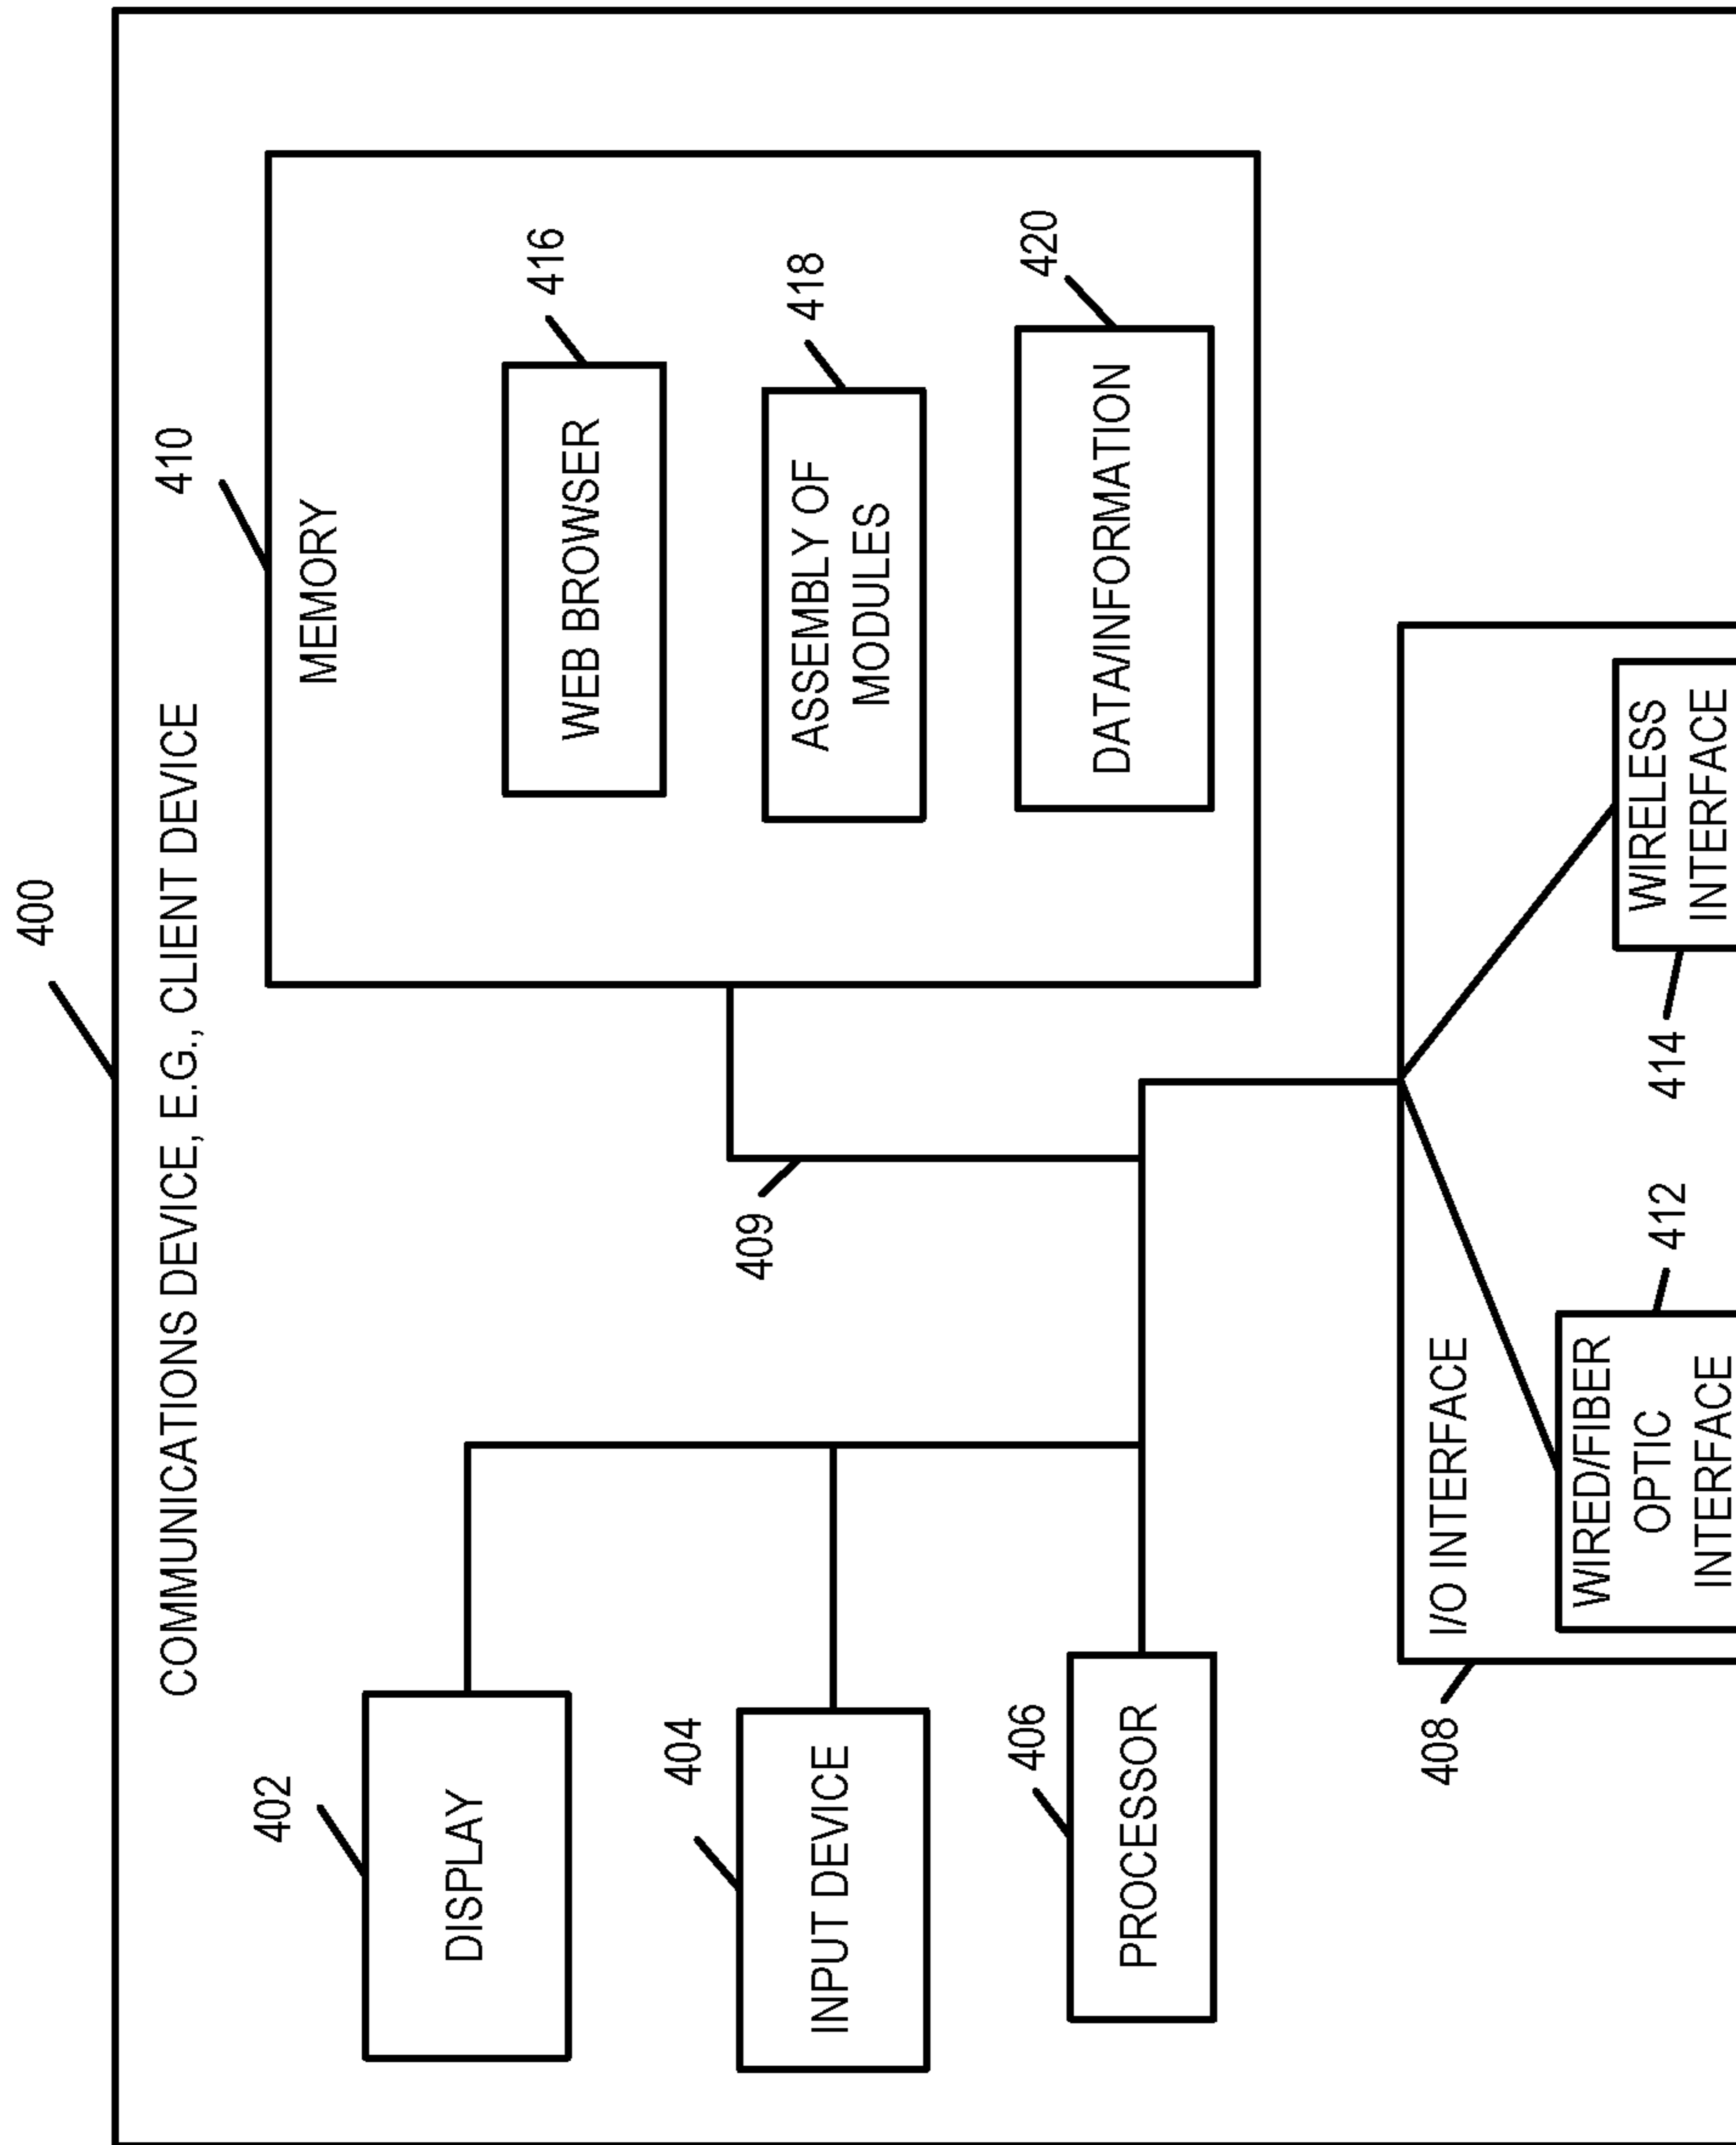 400
COMMUNICATIONS DEVICE, E.G., CLIENT DEVICE
410
MEMORY
402
DISPLAY
416
WEB BROWSER
404
INPUT DEVICE
409
418
ASSEMBLY OF
MODULES
406
PROCESSOR
420
DATA/INFORMATION
408
I/O INTERFACE
412
WIRED/FIBER
OPTIC
INTERFACE
414
WIRELESS
INTERFACE